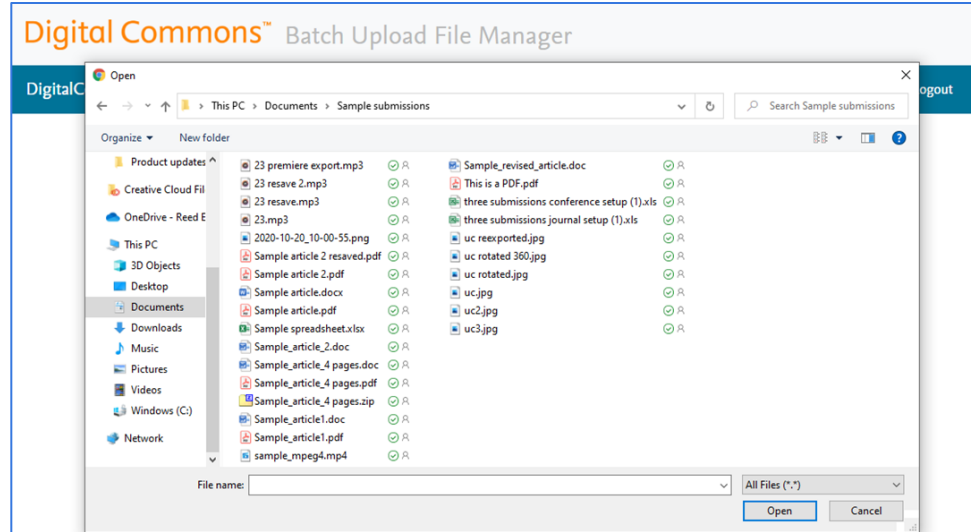 Digital Commons™ Batch Upload File Manager
DigitalC
ogout
Open
This PC > Documents > Sample submissions
Search Sample submissions
Organize
New folder
Product updates
Creative Cloud Fil
OneDrive - Reed E
This PC
3D Objects
Desktop
Documents
Downloads
Music
Pictures
Videos
Windows (C:)
Network
23 premiere export.mp3
23 resave 2.mp3
23 resave.mp3
23.mp3
2020-10-20_10-00-55.png
Sample article 2 resaved.pdf
Sample article 2.pdf
Sample article.docx
Sample article.pdf
Sample spreadsheet.xlsx
Sample_article_2.doc
Sample_article_4 pages.doc
Sample_article_4 pages.pdf
Sample_article_4 pages.zip
Sample_article1.doc
Sample_article1.pdf
sample_mpeg4.mp4
Sample_revised_article.doc
This is a PDF.pdf
three submissions conference setup (1).xls
three submissions journal setup (1).xls
uc reexported.jpg
uc rotated 360.jpg
uc rotated.jpg
uc.jpg
uc2.jpg
uc3.jpg
File name:
All Files (*.*)
Open
Cancel